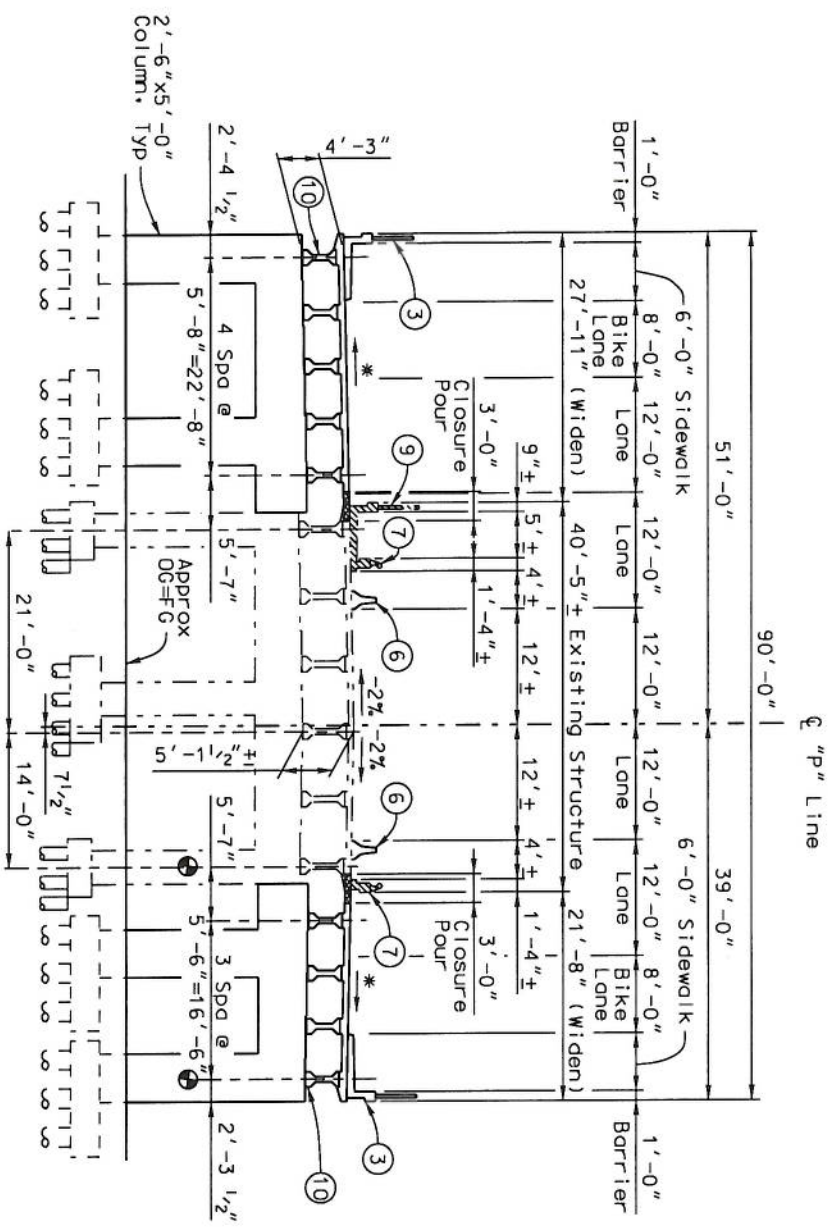 ℄ "P" Line
90'-0"
51'-0"
39'-0"
1'-0"
Barrier
6'-0" Sidewalk
8'-0"
Bike
Lane
12'-0"
Lane
12'-0"
Lane
12'-0"
Lane
12'-0"
Lane
12'-0"
Lane
8'-0"
Bike
Lane
6'-0" Sidewalk
1'-0"
Barrier
27'-11" (Widen)
40'-5"± Existing Structure
21'-8" (Widen)
9"±
5'±
4'±
12'±
12'±
4'±
1'-4"±
3'-0"
Closure
Pour
1'-4"±
3'-0"
Closure
Pour
3
*
9
7
6
-2%
-2%
6
7
*
3
4'-3"
10
5'-1 1/2"±
10
2'-4 1/2"
4 Spa @
5'-8"=22'-8"
5'-7"
5'-7"
3 Spa @
5'-6"=16'-6"
2'-3 1/2"
2'-6"x5'-0"
Column, Typ
Approx
OG=FG
21'-0"
7 1/2"
14'-0"